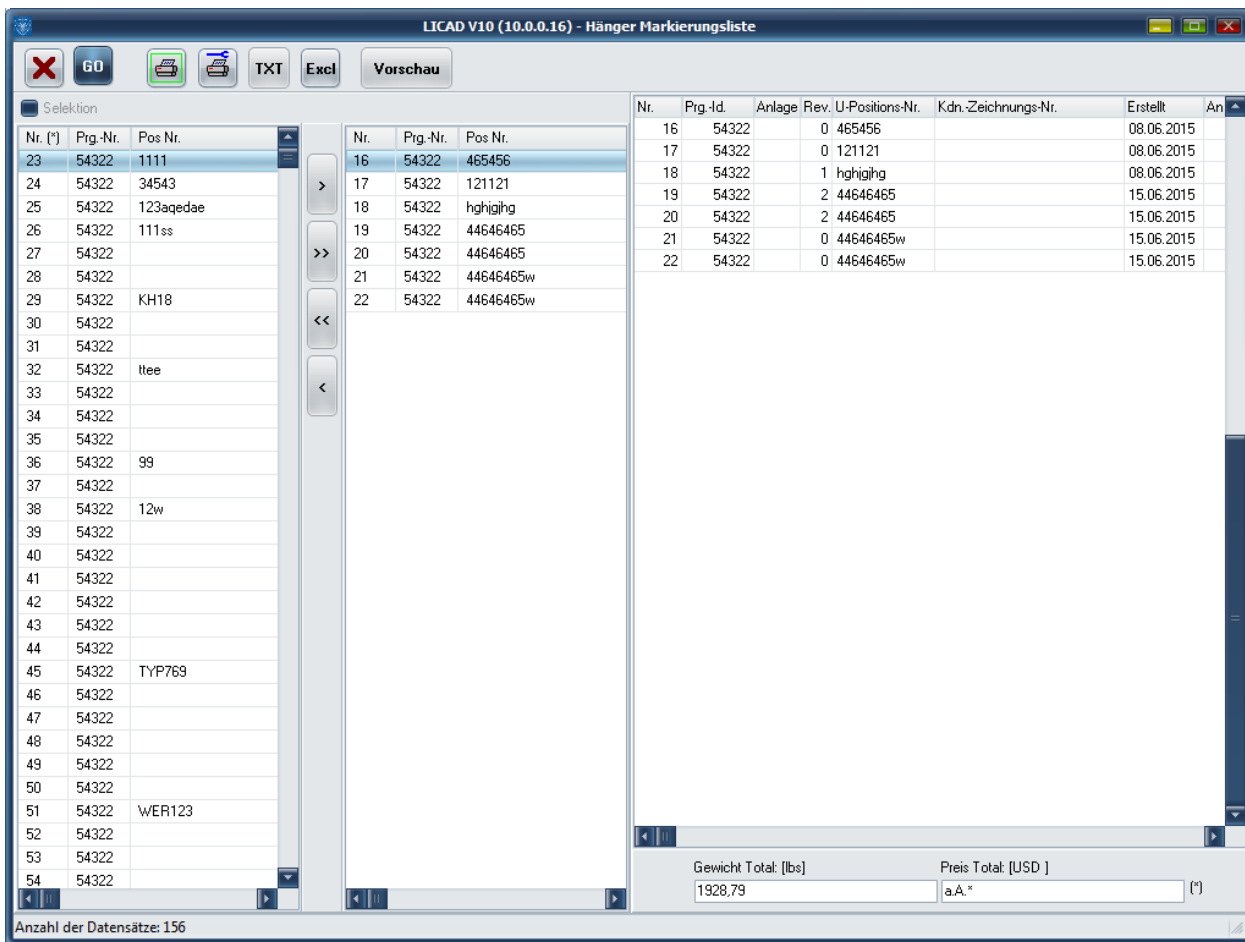 LICAD V10 (10.0.0.16) - Hänger Markierungsliste
GO TXT Excl Vorschau
Selektion
Nr. (*) Prg.-Nr. Pos Nr.
23 54322 1111
24 54322 34543
25 54322 123aqedae
26 54322 111ss
27 54322
28 54322
29 54322 KH18
30 54322
31 54322
32 54322 ttee
33 54322
34 54322
35 54322
36 54322 99
37 54322
38 54322 12w
39 54322
40 54322
41 54322
42 54322
43 54322
44 54322
45 54322 TYP769
46 54322
47 54322
48 54322
49 54322
50 54322
51 54322 WER123
52 54322
53 54322
54 54322
>
>>
<<
<
Nr. Prg.-Nr. Pos Nr.
16 54322 465456
17 54322 121121
18 54322 hghjgjhg
19 54322 44646465
20 54322 44646465
21 54322 44646465w
22 54322 44646465w
Nr. Prg.-Id. Anlage Rev. U-Positions-Nr. Kdn.-Zeichnungs-Nr. Erstellt An
16 54322 0 465456 08.06.2015
17 54322 0 121121 08.06.2015
18 54322 1 hghjgjhg 08.06.2015
19 54322 2 44646465 15.06.2015
20 54322 2 44646465 15.06.2015
21 54322 0 44646465w 15.06.2015
22 54322 0 44646465w 15.06.2015
Gewicht Total: [lbs] Preis Total: [USD ]
1928,79 a.A.* (*)
Anzahl der Datensätze: 156